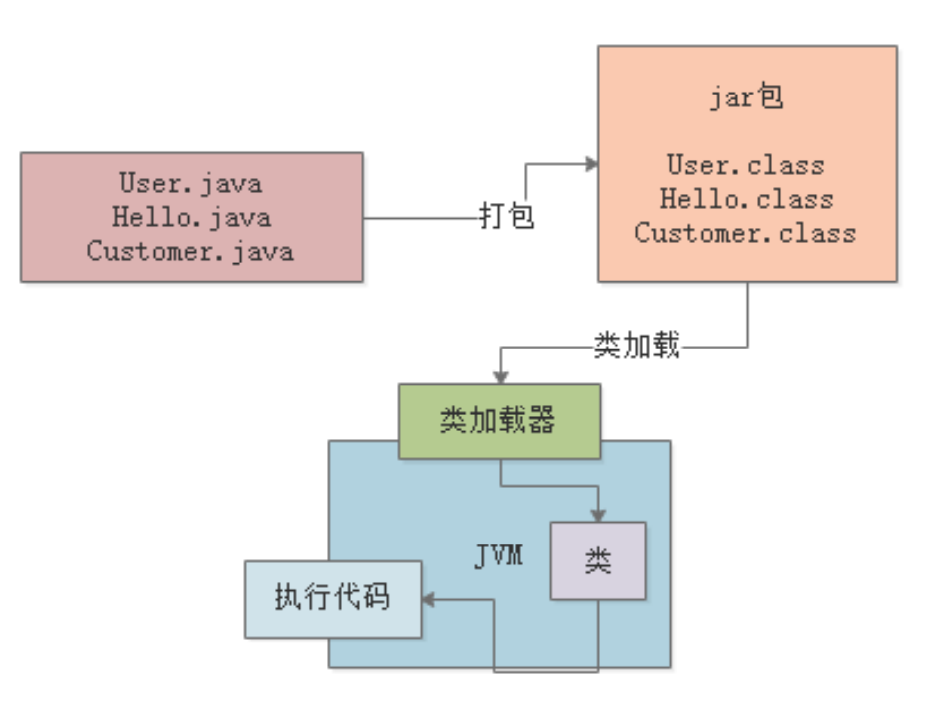 User.java
Hello.java
Customer.java
打包
jar包
User.class
Hello.class
Customer.class
类加载
类加载器
JVM
类
执行代码